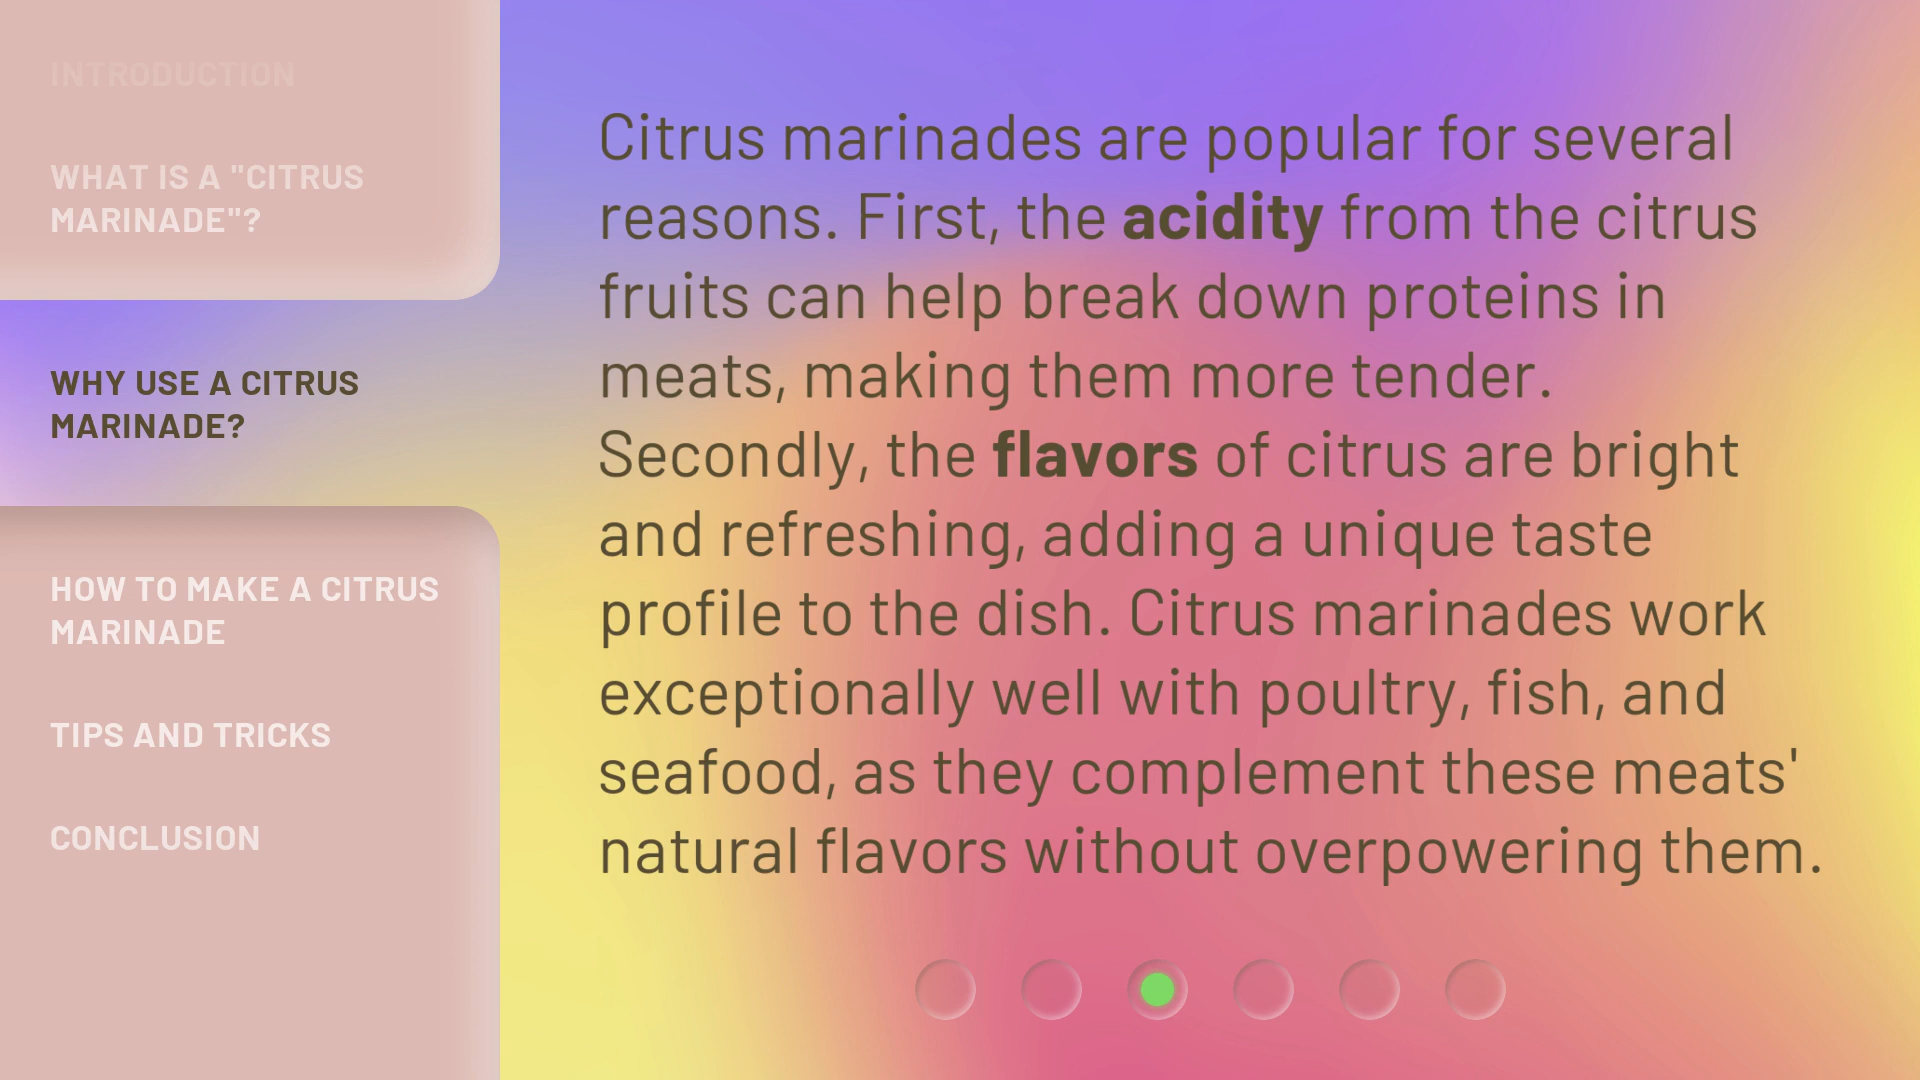 INTRODUCTION
WHAT IS A "CITRUS
MARINADE"?
WHY USE A CITRUS
MARINADE?
HOW TO MAKE A CITRUS
MARINADE
TIPS AND TRICKS
CONCLUSION
Citrus marinades are popular for several
reasons. First, the acidity from the citrus
fruits can help break down proteins in
meats, making them more tender.
Secondly, the flavors of citrus are bright
and refreshing, adding a unique taste
profile to the dish. Citrus marinades work
exceptionally well with poultry, fish, and
seafood, as they complement these meats'
natural flavors without overpowering them.